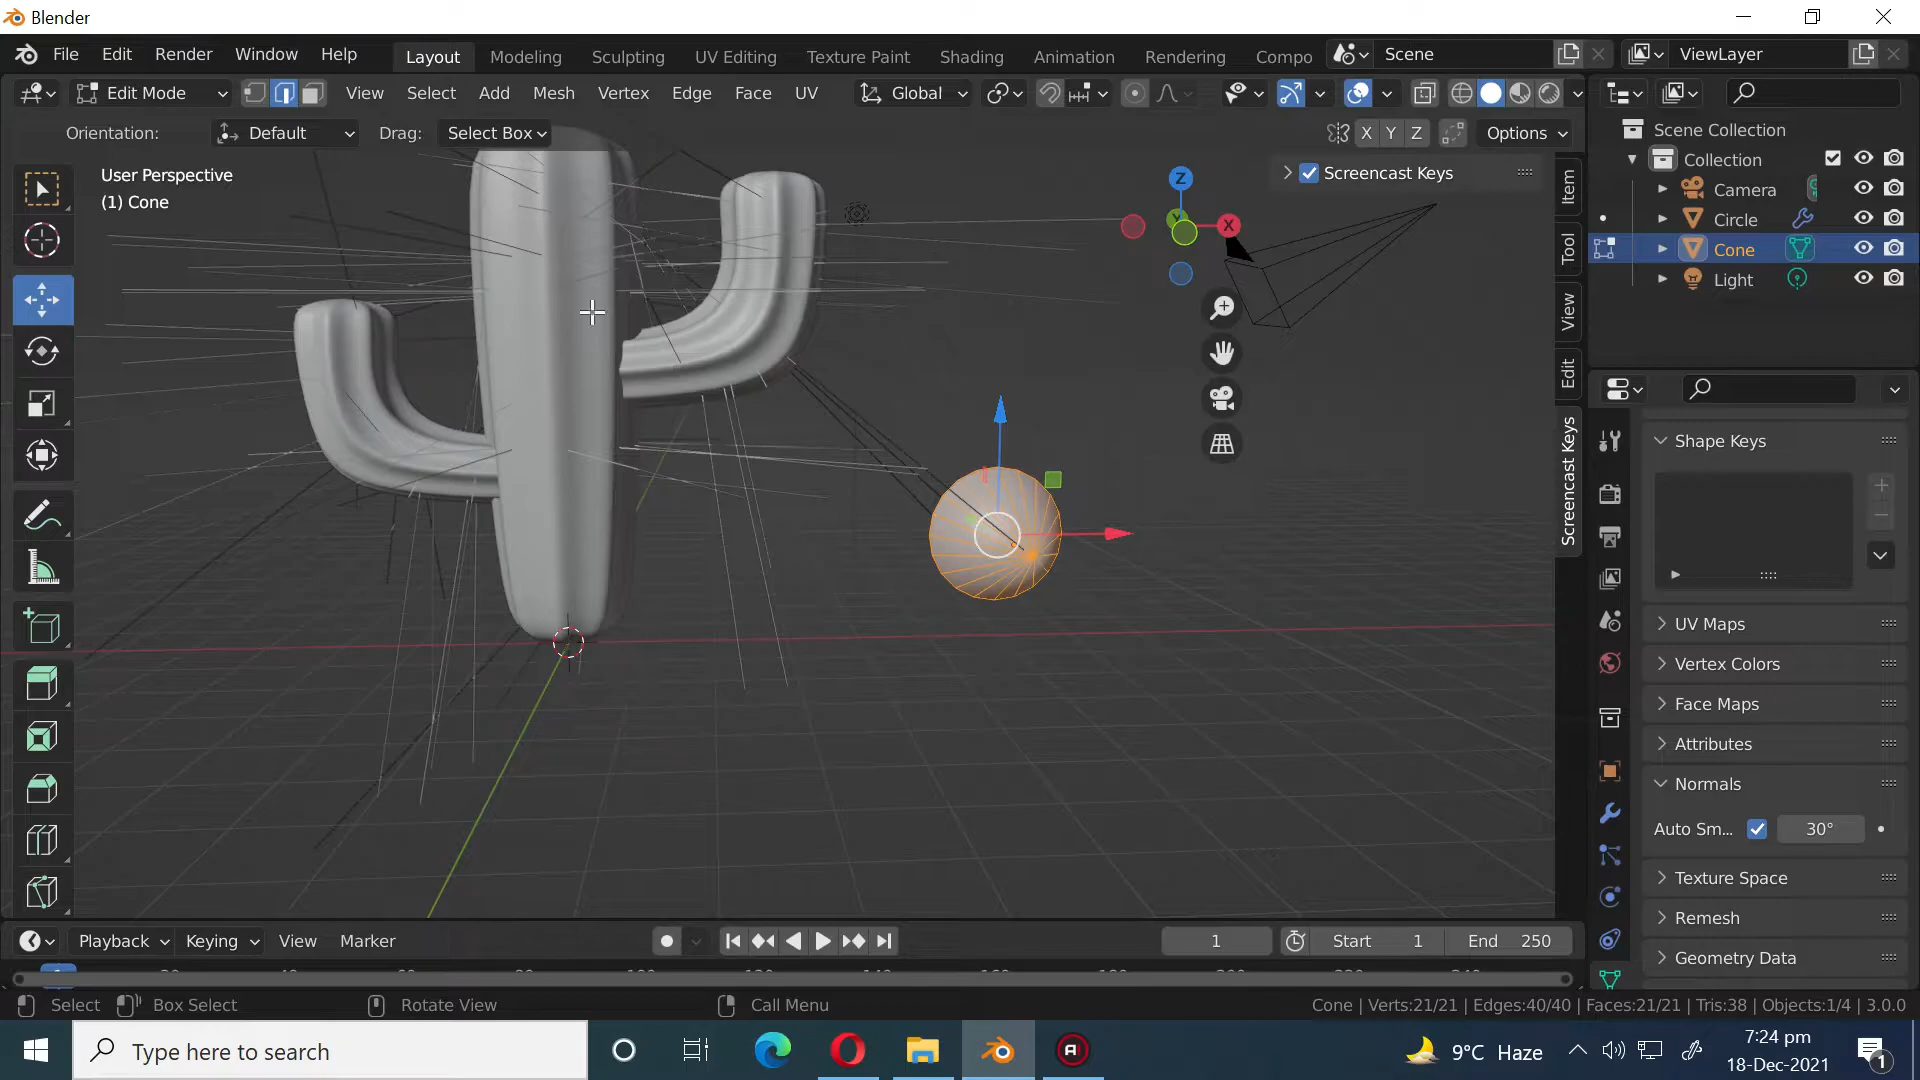 Blender
File Edit Render Window Help Layout Modeling Sculpting UV Editing Texture Paint Shading Animation Rendering Compo Scene ViewLayer
Edit Mode View Select Add Mesh Vertex Edge Face UV Global
Orientation: Default Drag: Select Box X Y Z Options
User Perspective
(1) Cone
Screencast Keys
Z
X
Item
Tool
View
Edit
Screencast Keys
Scene Collection
Collection
Camera
Circle
Cone
Light
Shape Keys
UV Maps
Vertex Colors
Face Maps
Attributes
Normals
Auto Sm... 30°
Texture Space
Remesh
Geometry Data
Playback Keying View Marker 1 Start 1 End 250
Select Box Select Rotate View Call Menu Cone | Verts:21/21 | Edges:40/40 | Faces:21/21 | Tris:38 | Objects:1/4 | 3.0.0
Type here to search
9°C Haze
7:24 pm
18-Dec-2021
1